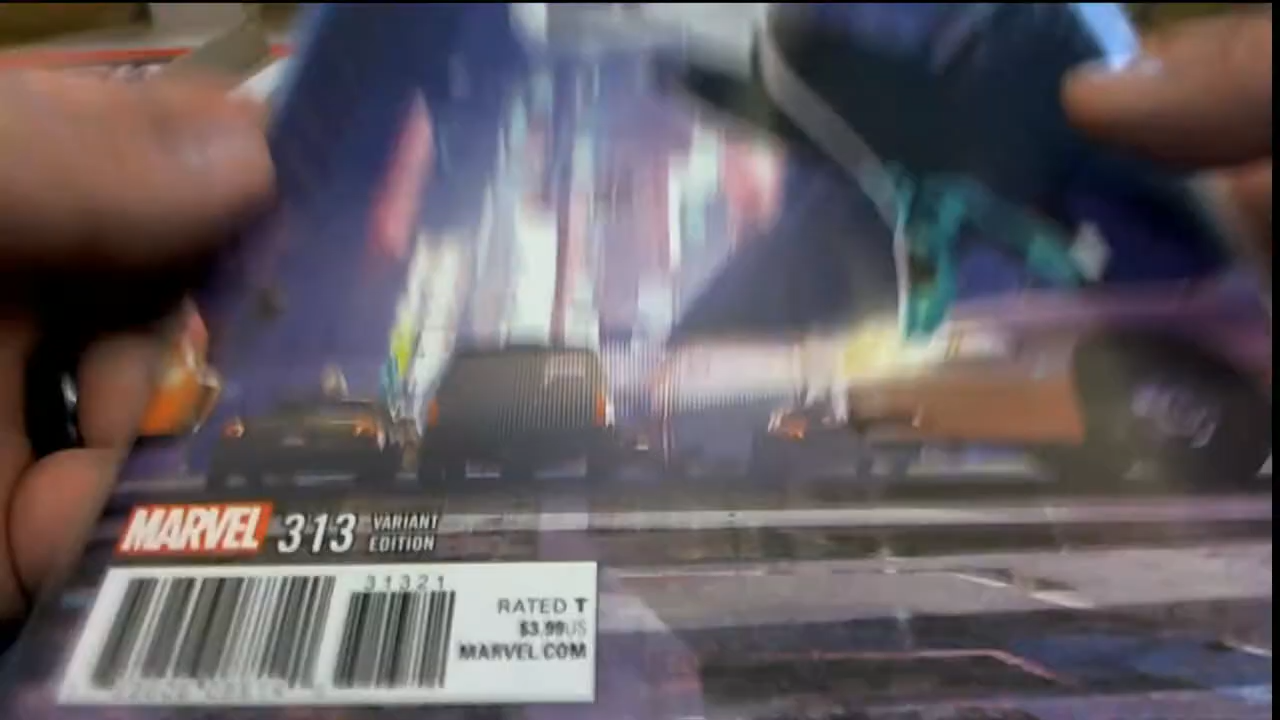 MARVEL 313 VARIANT EDITION
31321
RATED T
$3.99US
MARVEL.COM